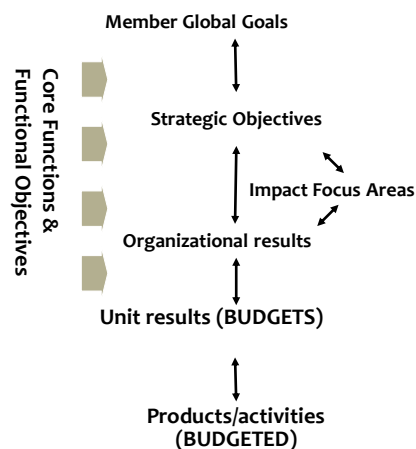 Member Global Goals
Core Functions &
Functional Objectives
Strategic Objectives
Impact Focus Areas
Organizational results
Unit results (BUDGETS)
Products/activities
(BUDGETED)